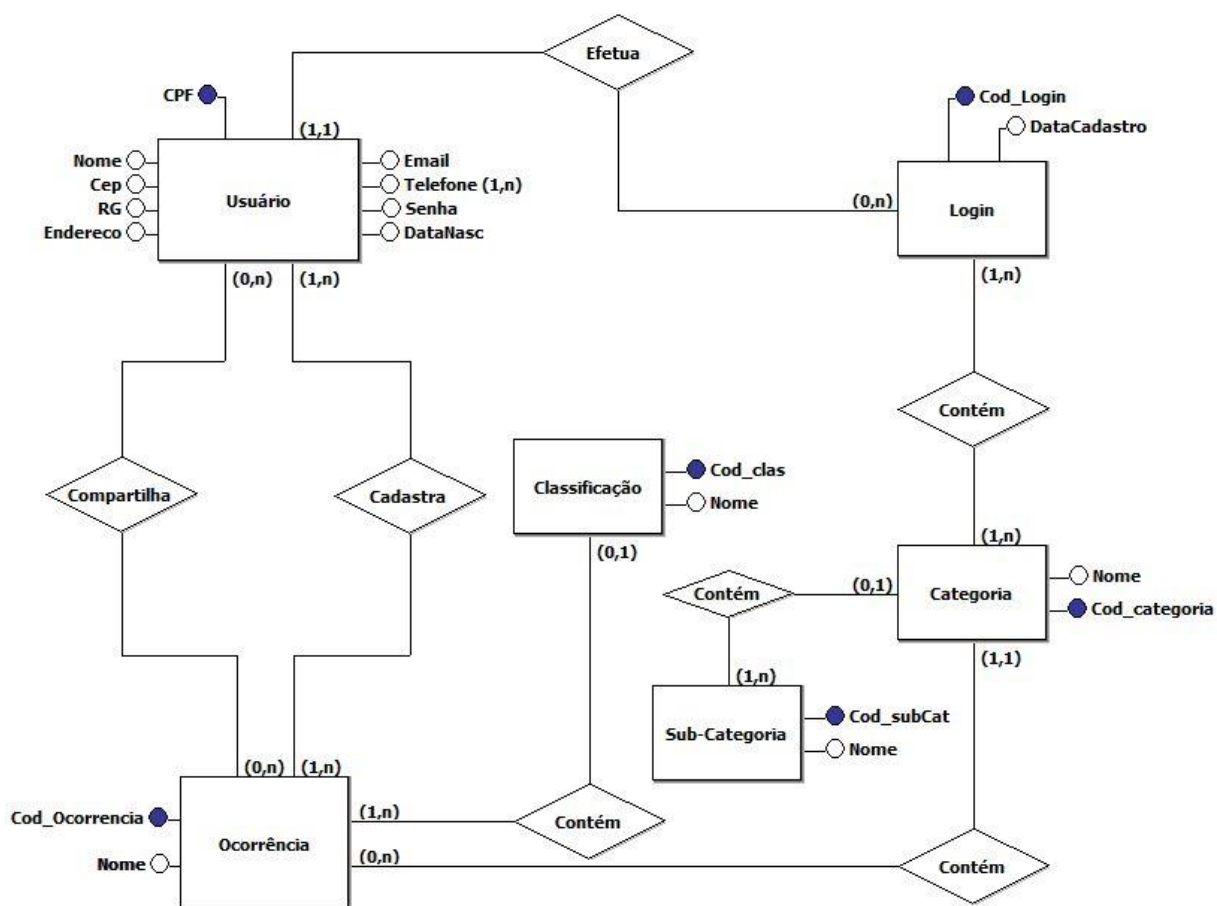 Efetua
CPF
Cod_Login
DataCadastro
(1,1)
Nome
Cep
RG
Endereco
Usuário
Email
Telefone (1,n)
Senha
DataNasc
(0,n)
Login
(0,n)
(1,n)
(1,n)
Contém
Compartilha
Cadastra
Classificação
Cod_clas
Nome
(0,1)
(1,n)
Contém
(0,1)
Categoria
Nome
Cod_categoria
(1,1)
(1,n)
Sub-Categoria
Cod_subCat
Nome
(0,n)
(1,n)
Cod_Ocorrencia
Nome
Ocorrência
(1,n)
Contém
(0,n)
Contém